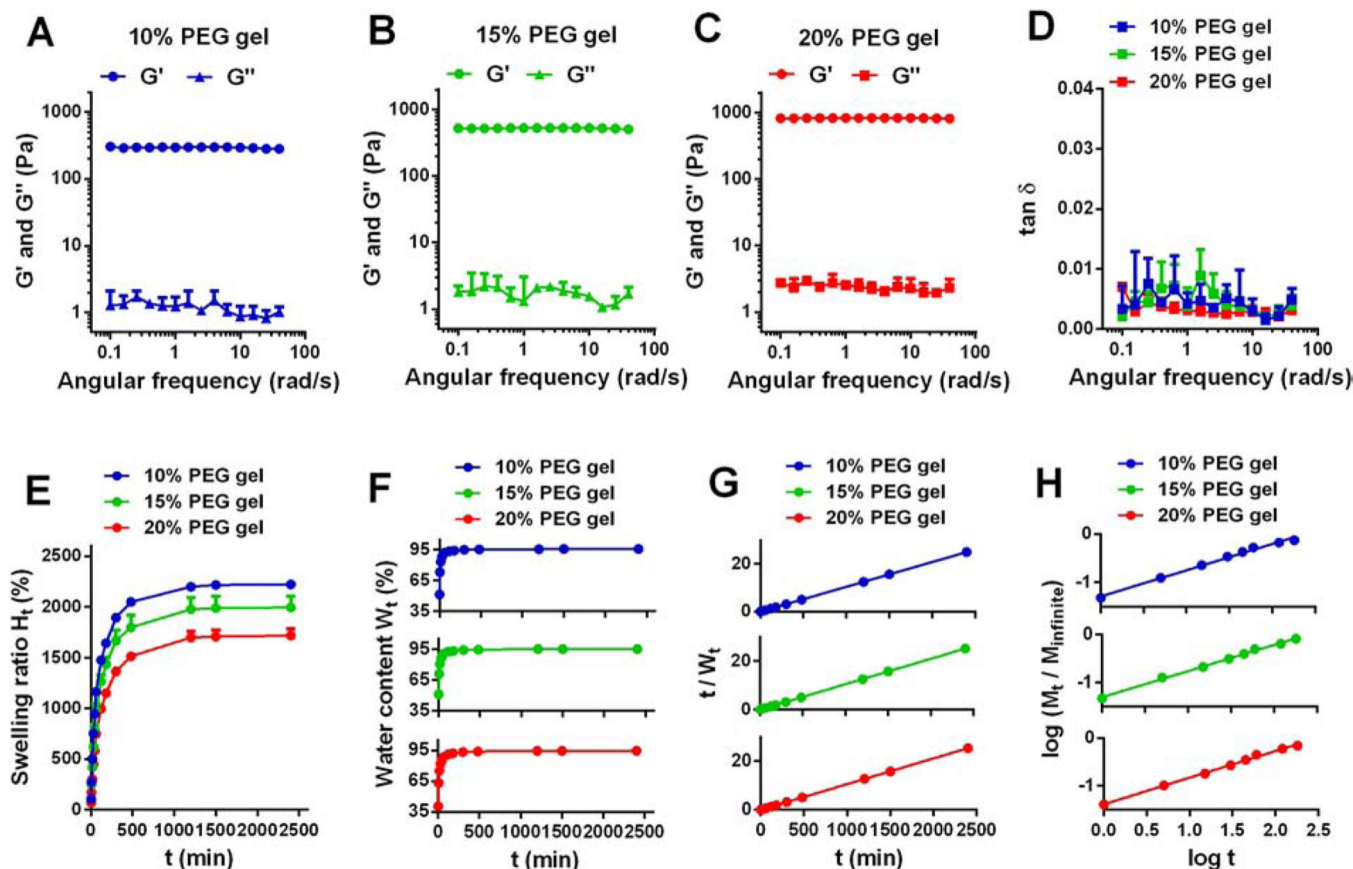 A
10% PEG gel
G' G''
1000
100
10
1
G' and G'' (Pa)
0.1 1 10 100
Angular frequency (rad/s)
B
15% PEG gel
G' G''
1000
100
10
1
G' and G'' (Pa)
0.1 1 10 100
Angular frequency (rad/s)
C
20% PEG gel
G' G''
1000
100
10
1
G' and G'' (Pa)
0.1 1 10 100
Angular frequency (rad/s)
D
10% PEG gel
15% PEG gel
20% PEG gel
0.04
0.03
0.02
0.01
0.00
tan δ
0.1 1 10 100
Angular frequency (rad/s)
E
10% PEG gel
15% PEG gel
20% PEG gel
2500
2000
1500
1000
500
0
Swelling ratio Ht (%)
0 500 1000 1500 2000 2500
t (min)
F
10% PEG gel
15% PEG gel
20% PEG gel
95
65
35
95
65
35
95
65
35
Water content Wt (%)
0 500 1000 1500 2000 2500
t (min)
G
10% PEG gel
15% PEG gel
20% PEG gel
20
0
20
0
20
0
t / Wt
0 500 1000 1500 2000 2500
t (min)
H
10% PEG gel
15% PEG gel
20% PEG gel
0
-1
-0
-1
0
-1
log (Mt / Minfinite)
0.0 0.5 1.0 1.5 2.0 2.5
log t